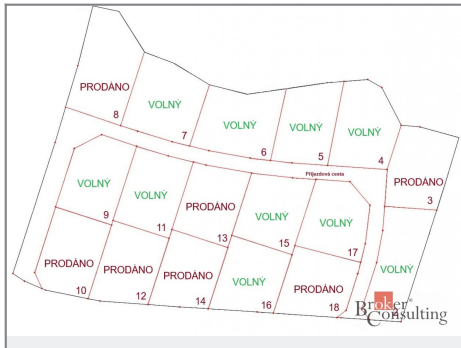 PRODÁNO
8
VOLNÝ
7
VOLNÝ
6
VOLNÝ
5
VOLNÝ
4
Příjezdová cesta
PRODÁNO
3
VOLNÝ
9
VOLNÝ
11
PRODÁNO
13
VOLNÝ
15
VOLNÝ
17
PRODÁNO
10
PRODÁNO
12
PRODÁNO
14
VOLNÝ
16
PRODÁNO
18
VOLNÝ
2
Broker
Consulting